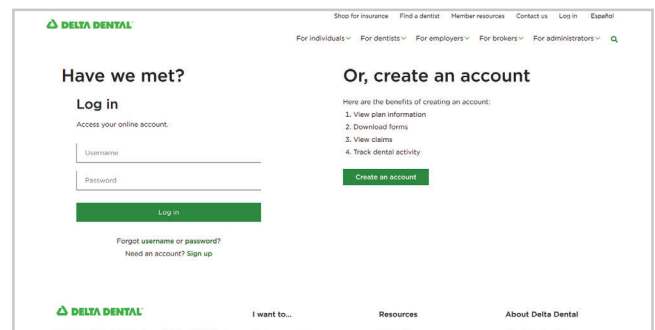 Shop for insurance Find a dentist Member resources Contact us Log in Español
DELTA DENTAL
For individuals For dentists For employers For brokers For administrators
Have we met?
Log in
Access your online account.
Username
Password
Log in
Forgot username or password?
Need an account? Sign up
Or, create an account
Here are the benefits of creating an account:
1. View plan information
2. Download forms
3. View claims
4. Track dental activity
Create an account
DELTA DENTAL
I want to...
Resources
About Delta Dental